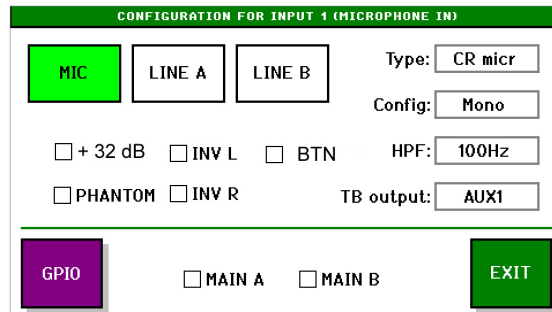 CONFIGURATION FOR INPUT 1 (MICROPHONE IN)
MIC LINE A LINE B Type: CR micr
Config: Mono
+ 32 dB INV L BTN HPF: 100Hz
PHANTOM INV R TB output: AUX1
GPIO MAIN A MAIN B EXIT